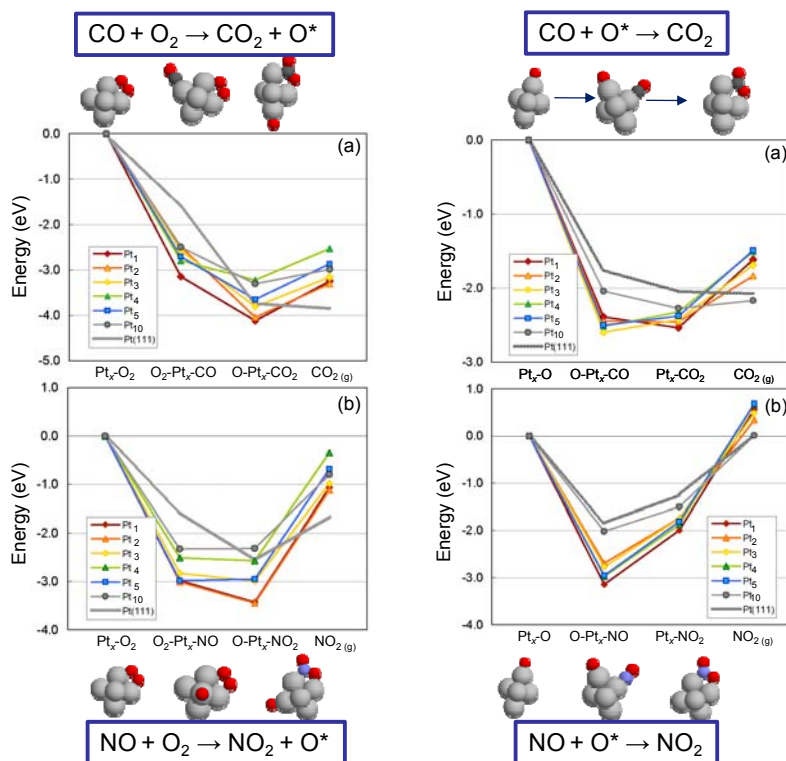 CO + O₂ → CO₂ + O*
(a)
0.0
-1.0
-2.0
-3.0
-4.0
-5.0
Energy (eV)
Pt₁
Pt₂
Pt₃
Pt₄
Pt₅
Pt₁₀
Pt(111)
Ptₓ-O₂ O₂-Ptₓ-CO O-Ptₓ-CO₂ CO₂ (g)
(b)
1.0
0.0
-1.0
-2.0
-3.0
-4.0
Energy (eV)
Pt₁
Pt₂
Pt₃
Pt₄
Pt₅
Pt₁₀
Pt(111)
Ptₓ-O₂ O₂-Ptₓ-NO O-Ptₓ-NO₂ NO₂ (g)
NO + O₂ → NO₂ + O*
CO + O* → CO₂
(a)
0.0
-1.0
-2.0
-3.0
Energy (eV)
Pt₁
Pt₂
Pt₃
Pt₄
Pt₅
Pt₁₀
Pt(111)
Ptₓ-O O-Ptₓ-CO Ptₓ-CO₂ CO₂ (g)
(b)
1.0
0.0
-1.0
-2.0
-3.0
-4.0
Energy (eV)
Pt₁
Pt₂
Pt₃
Pt₄
Pt₅
Pt₁₀
Pt(111)
Ptₓ-O O-Ptₓ-NO Ptₓ-NO₂ NO₂ (g)
NO + O* → NO₂